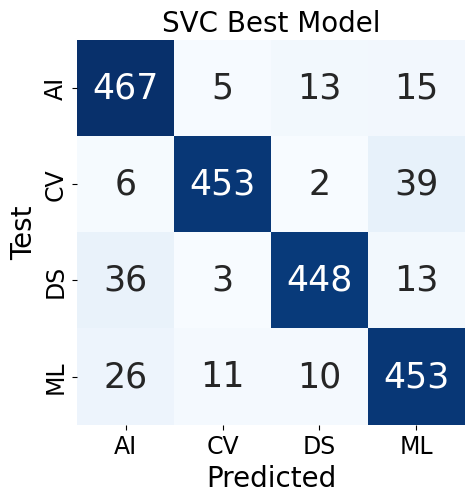 SVC Best Model
Test
AI 467 5 13 15
CV 6 453 2 39
DS 36 3 448 13
ML 26 11 10 453
AI CV DS ML
Predicted